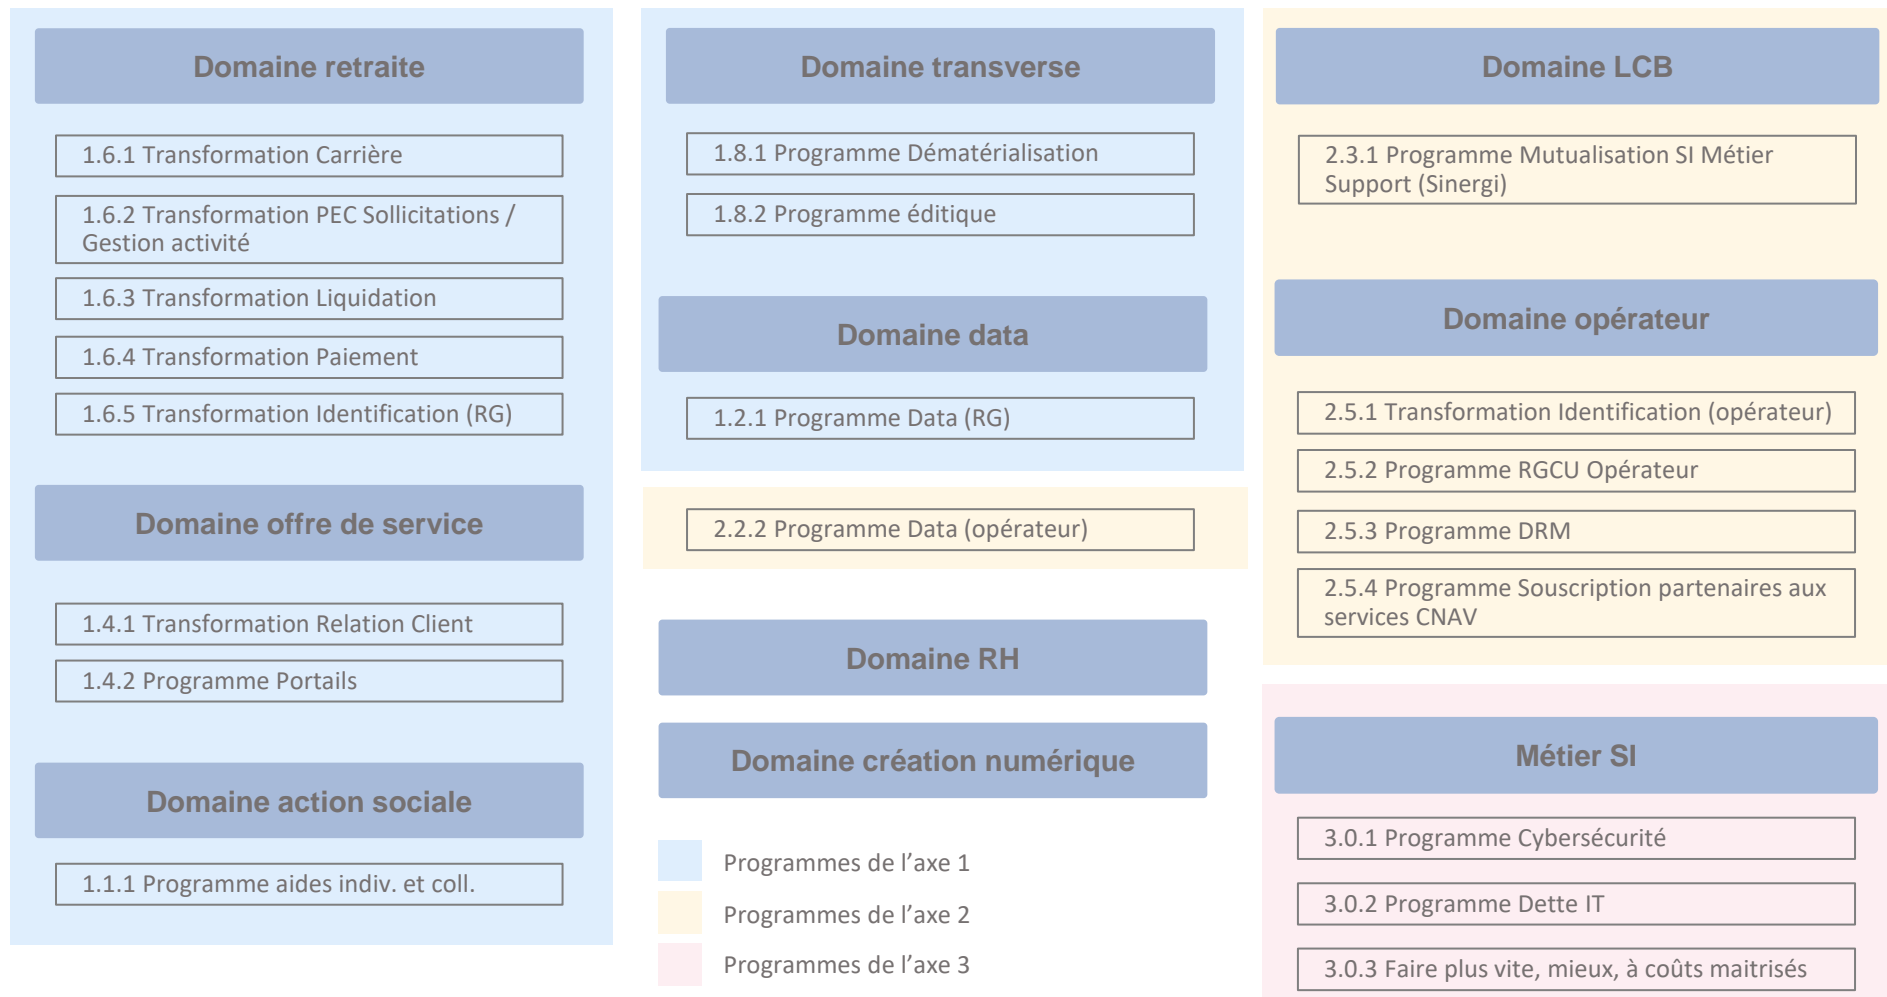 Domaine retraite
1.6.1 Transformation Carrière
1.6.2 Transformation PEC Sollicitations /
Gestion activité
1.6.3 Transformation Liquidation
1.6.4 Transformation Paiement
1.6.5 Transformation Identification (RG)
Domaine offre de service
1.4.1 Transformation Relation Client
1.4.2 Programme Portails
Domaine action sociale
1.1.1 Programme aides indiv. et coll.
Domaine transverse
1.8.1 Programme Dématérialisation
1.8.2 Programme éditique
Domaine data
1.2.1 Programme Data (RG)
2.2.2 Programme Data (opérateur)
Domaine RH
Domaine création numérique
Programmes de l’axe 1
Programmes de l’axe 2
Programmes de l’axe 3
Domaine LCB
2.3.1 Programme Mutualisation SI Métier
Support (Sinergi)
Domaine opérateur
2.5.1 Transformation Identification (opérateur)
2.5.2 Programme RGCU Opérateur
2.5.3 Programme DRM
2.5.4 Programme Souscription partenaires aux
services CNAV
Métier SI
3.0.1 Programme Cybersécurité
3.0.2 Programme Dette IT
3.0.3 Faire plus vite, mieux, à coûts maitrisés